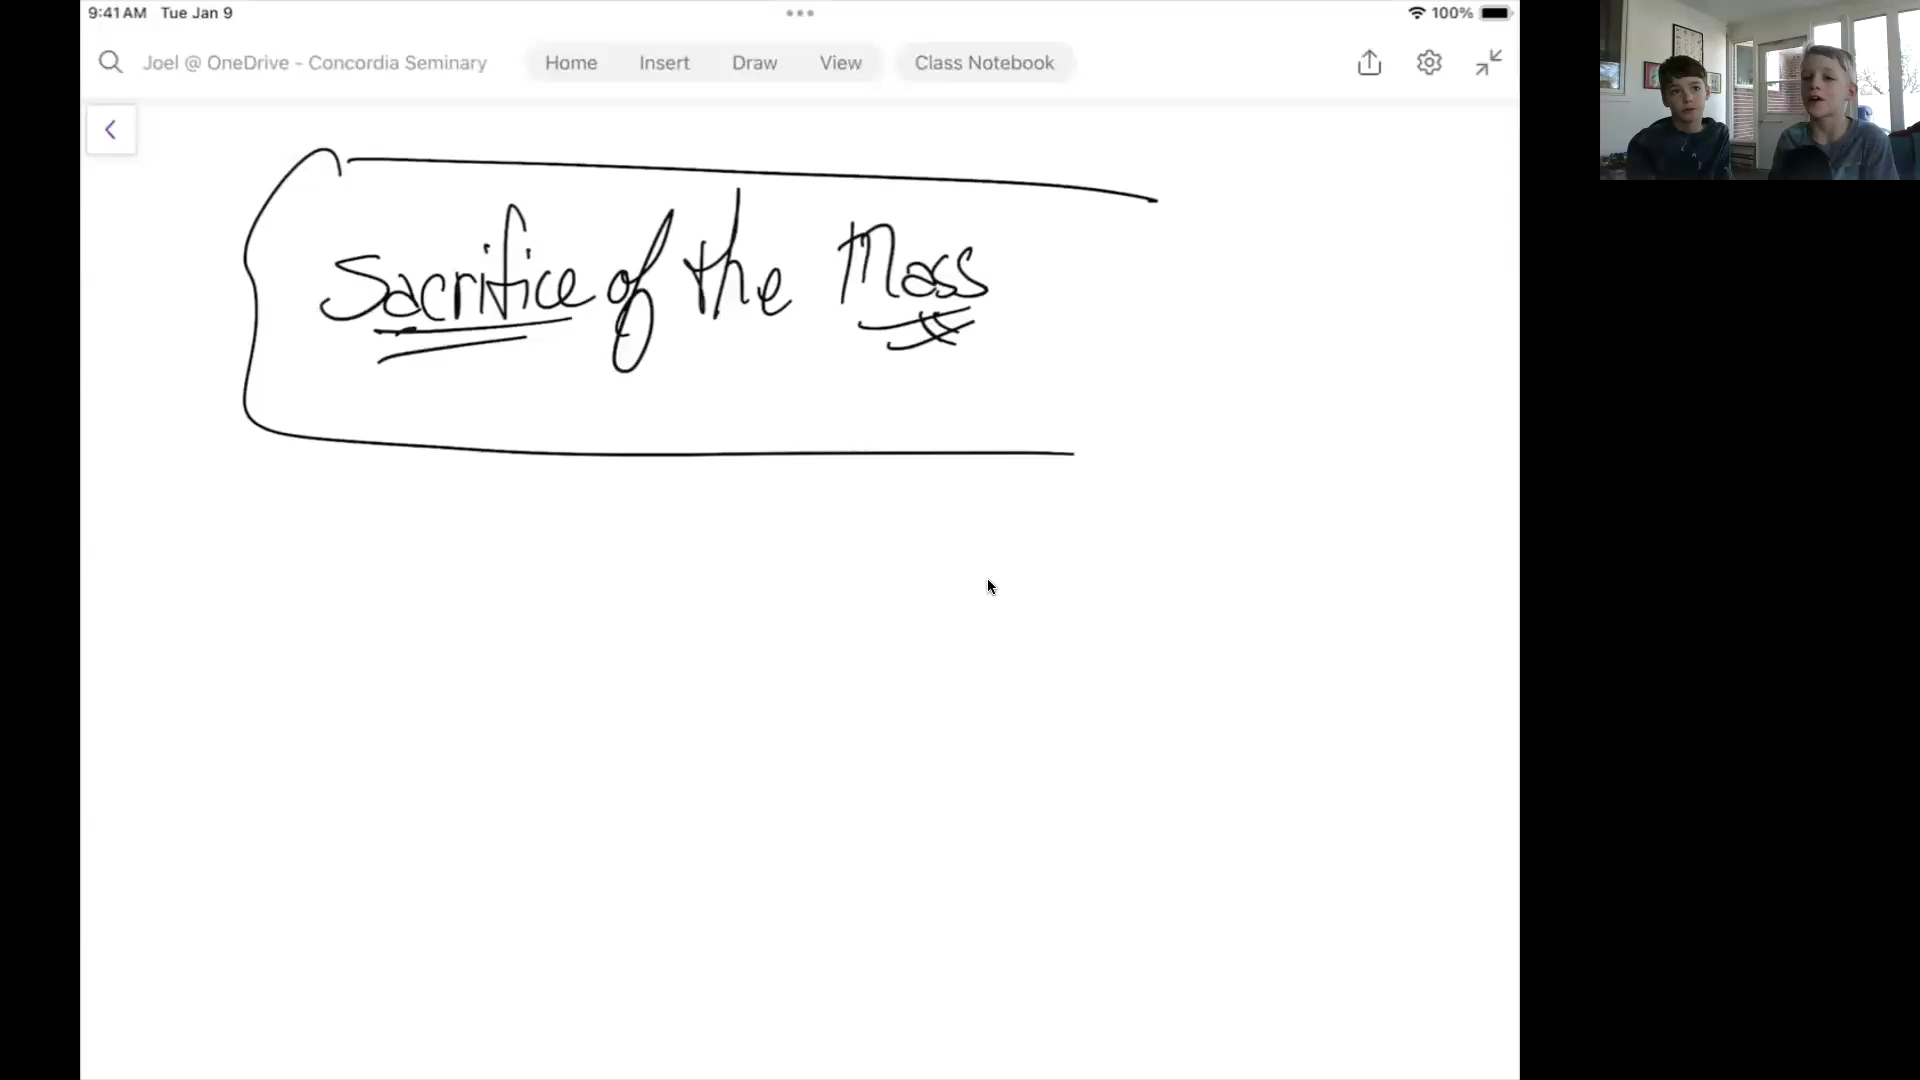 9:41 AM Tue Jan 9
100%
Joel @ OneDrive - Concordia Seminary
Home Insert Draw View Class Notebook
Sacrifice of the Mass